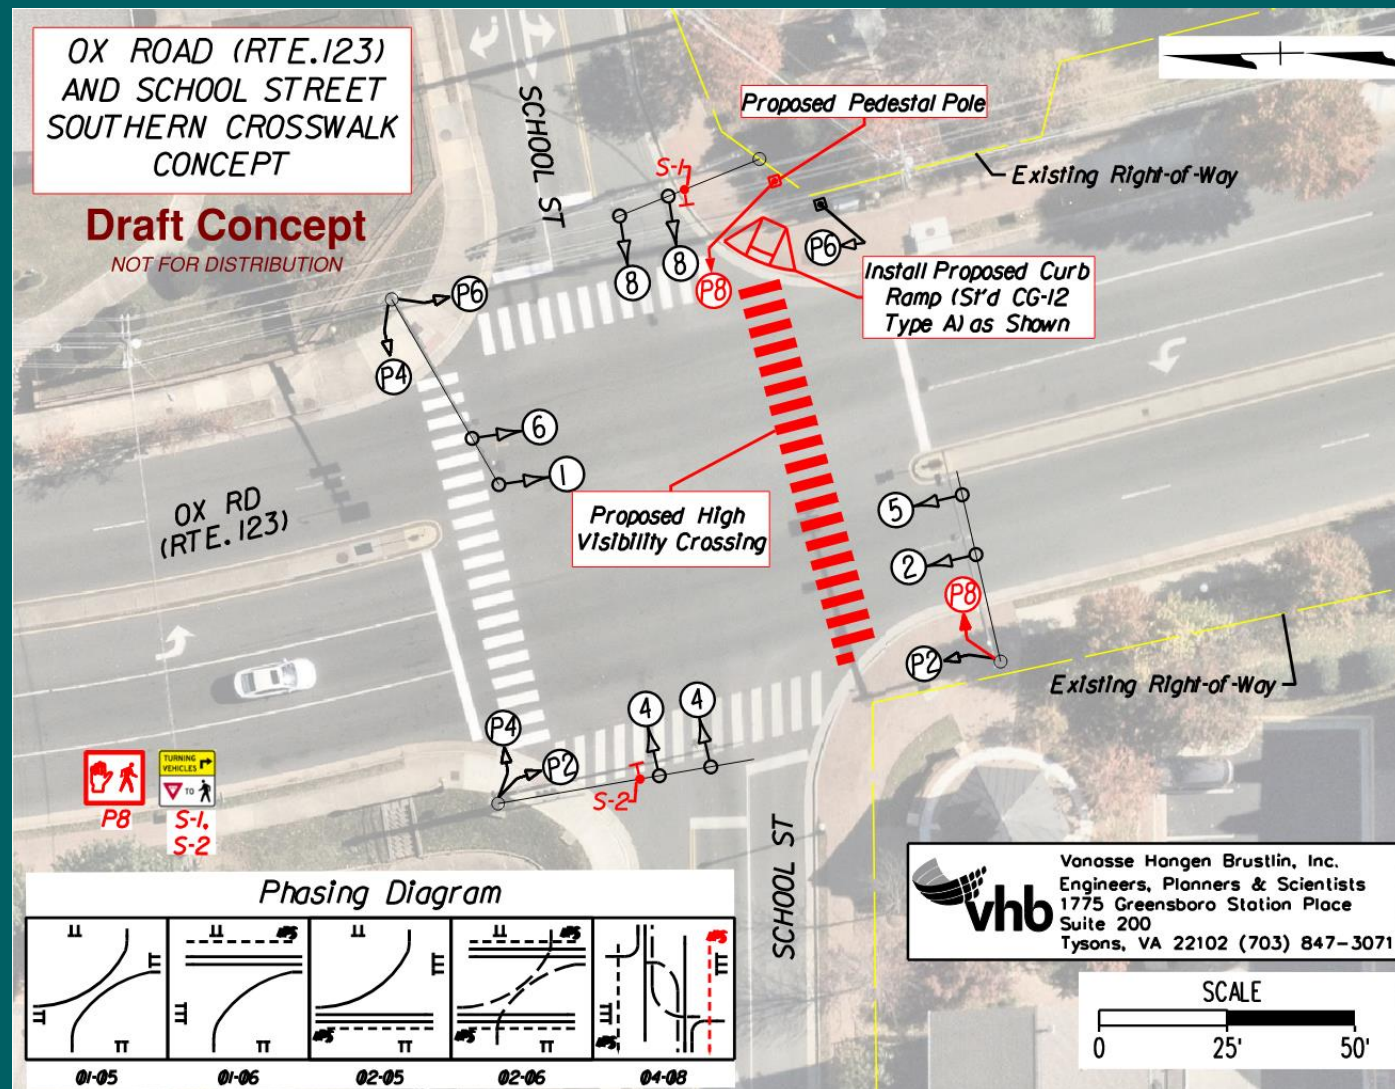 OX ROAD (RTE.123)
AND SCHOOL STREET
SOUTHERN CROSSWALK
CONCEPT
Draft Concept
NOT FOR DISTRIBUTION
SCHOOL ST
Proposed Pedestal Pole
S-1
Existing Right-of-Way
P6
8
8
P8
Install Proposed Curb
Ramp (St'd CG-12
Type A) as Shown
P6
P4
6
1
OX RD
(RTE.123)
Proposed High
Visibility Crossing
5
2
P8
P2
Existing Right-of-Way
4
4
P4
P2
S-2
SCHOOL ST
P8
TURNING
VEHICLES
TO
S-1,
S-2
Phasing Diagram
01-05
01-06
02-05
02-06
04-08
vhb
Vanasse Hangen Brustlin, Inc.
Engineers, Planners & Scientists
1775 Greensboro Station Place
Suite 200
Tysons, VA 22102 (703) 847-3071
SCALE
0 25' 50'